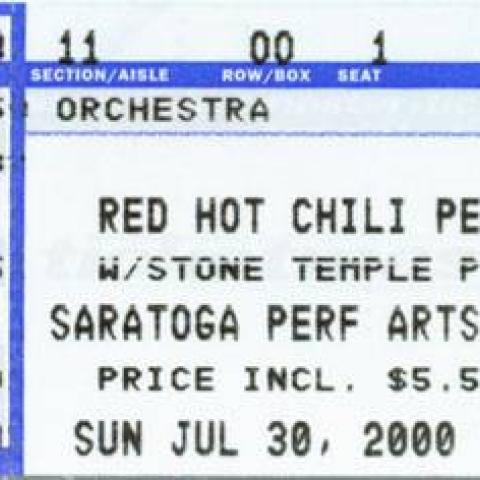 11 00 1
SECTION/AISLE ROW/BOX SEAT
ORCHESTRA
RED HOT CHILI PE
W/STONE TEMPLE P
SARATOGA PERF ARTS
PRICE INCL. $5.5
SUN JUL 30, 2000